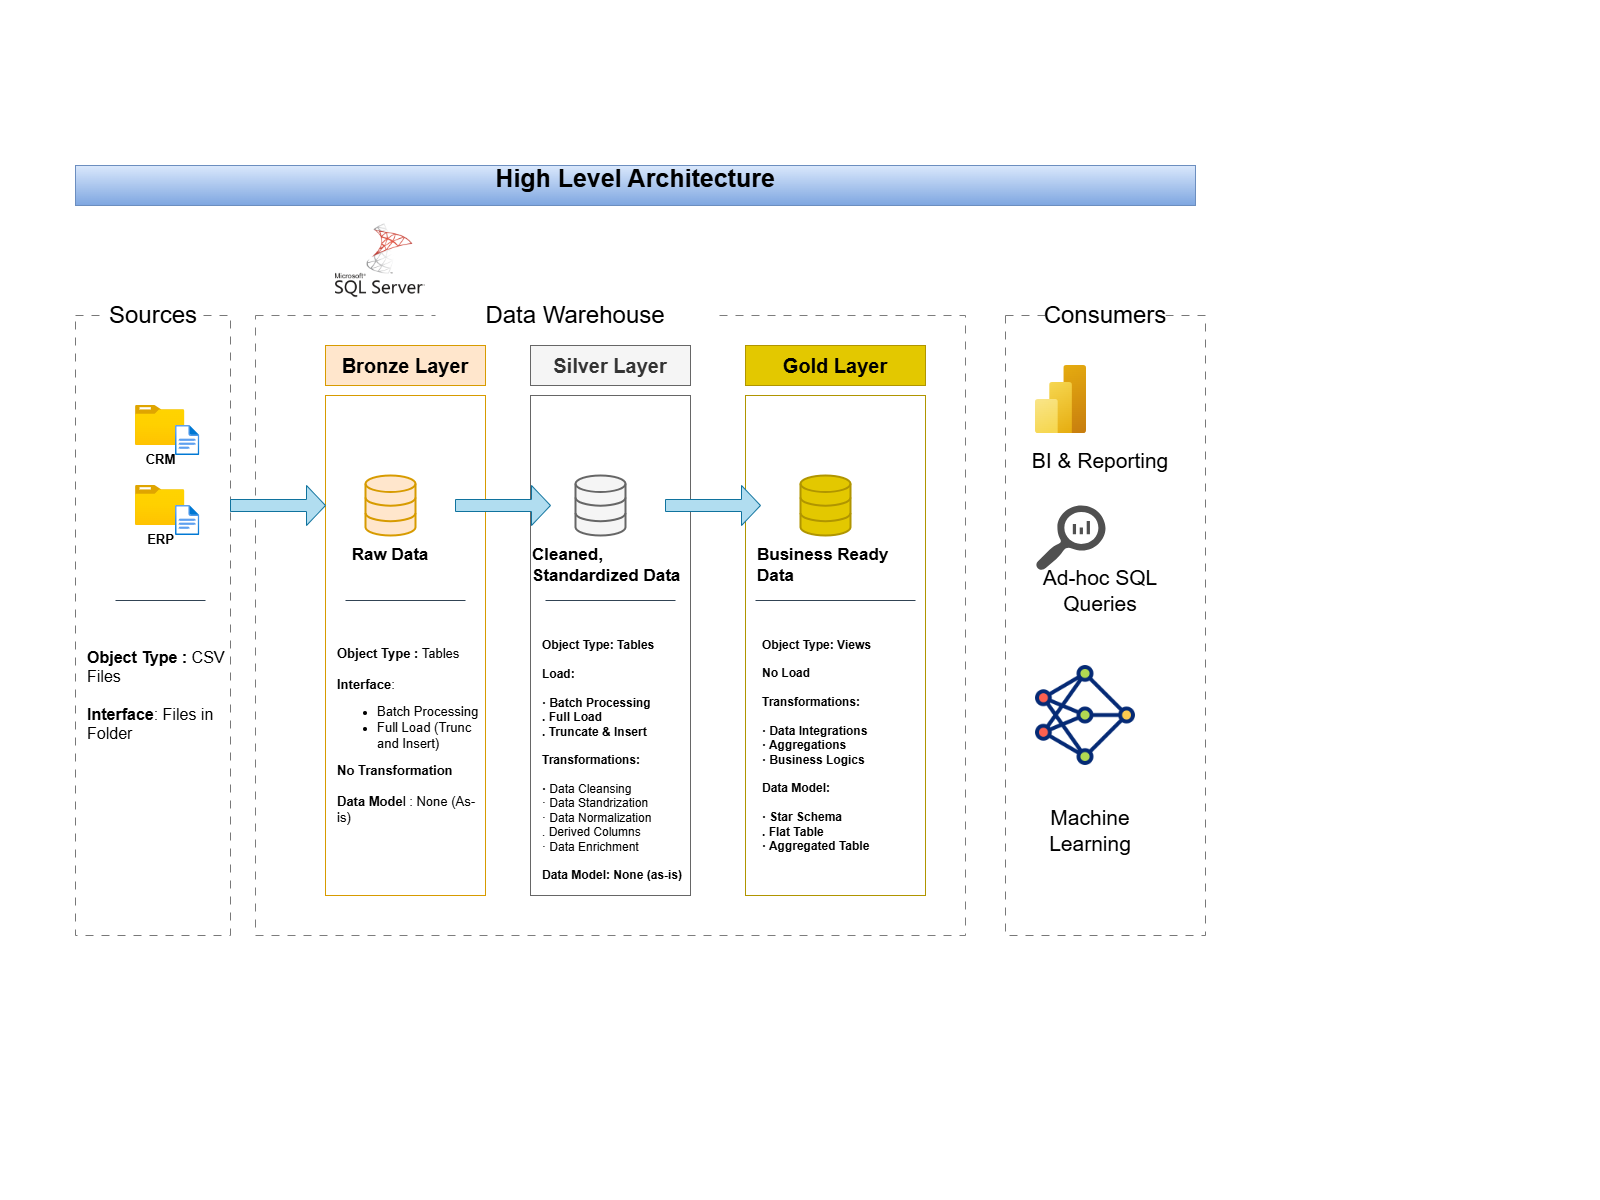 High Level Architecture
Microsoft®
SQL Server
Sources
Data Warehouse
Consumers
Bronze Layer
Silver Layer
Gold Layer
CRM
ERP
Object Type : CSV
Files
Interface: Files in
Folder
Raw Data
Object Type : Tables
Interface:
• Batch Processing
• Full Load (Trunc
and Insert)
No Transformation
Data Model : None (As-
is)
Cleaned,
Standardized Data
Object Type: Tables
Load:
· Batch Processing
. Full Load
. Truncate & Insert
Transformations:
· Data Cleansing
· Data Standrization
· Data Normalization
. Derived Columns
· Data Enrichment
Data Model: None (as-is)
Business Ready
Data
Object Type: Views
No Load
Transformations:
· Data Integrations
· Aggregations
· Business Logics
Data Model:
· Star Schema
. Flat Table
· Aggregated Table
BI & Reporting
Ad-hoc SQL
Queries
Machine
Learning